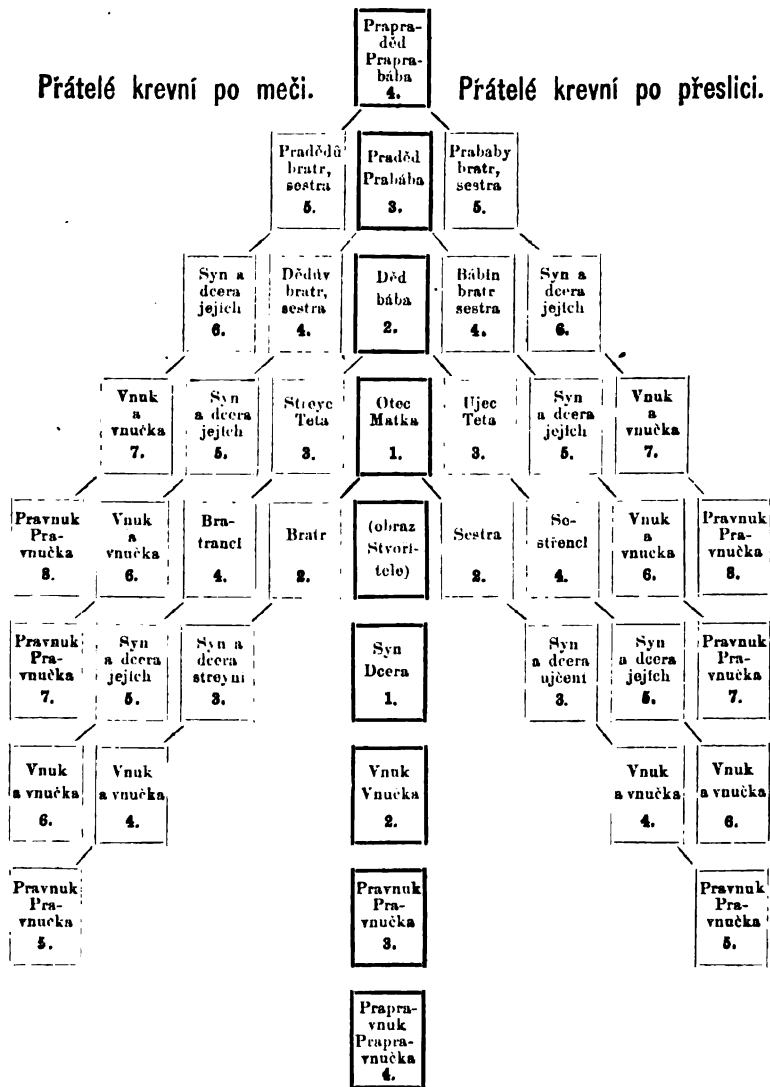 Prapra-
děd
Prapra-
bába
4.
Přátelé krevní po meči.
Přátelé krevní po přeslici.
Pradědů
bratr,
sestra
5.
Praděd
Prabába
3.
Prababy
bratr,
sestra
5.
Syn a
dcera
jejich
6.
Dědův
bratr,
sestra
4.
Děd
bába
2.
Bábin
bratr
sestra
4.
Syn a
dcera
jejich
6.
Vnuk
a
vnučka
7.
Syn
a dcera
jejich
5.
Strýc
Teta
3.
Otec
Matka
1.
Ujec
Teta
3.
Syn
a dcera
jejich
5.
Vnuk
a
vnučka
7.
Pravnuk
Pra-
vnučka
8.
Vnuk
a
vnučka
6.
Bra-
tranci
4.
Bratr
2.
(obraz
Stvoři-
tele)
Sestra
2.
Se-
střenci
4.
Vnuk
a
vnučka
6.
Pravnuk
Pra-
vnučka
8.
Pravnuk
Pra-
vnučka
7.
Syn
a dcera
jejich
5.
Syn a
dcera
stryní
3.
Syn
Dcera
1.
Syn
a dcera
ujčení
3.
Syn
a dcera
jejich
5.
Pravnuk
Pra-
vnučka
7.
Vnuk
a vnučka
6.
Vnuk
a vnučka
4.
Vnuk
Vnučka
2.
Vnuk
a vnučka
4.
Vnuk
a vnučka
6.
Pravnuk
Pra-
vnučka
5.
Pravnuk
Pra-
vnučka
3.
Pravnuk
Pra-
vnučka
5.
Prapra-
vnuk
Prapra-
vnučka
4.